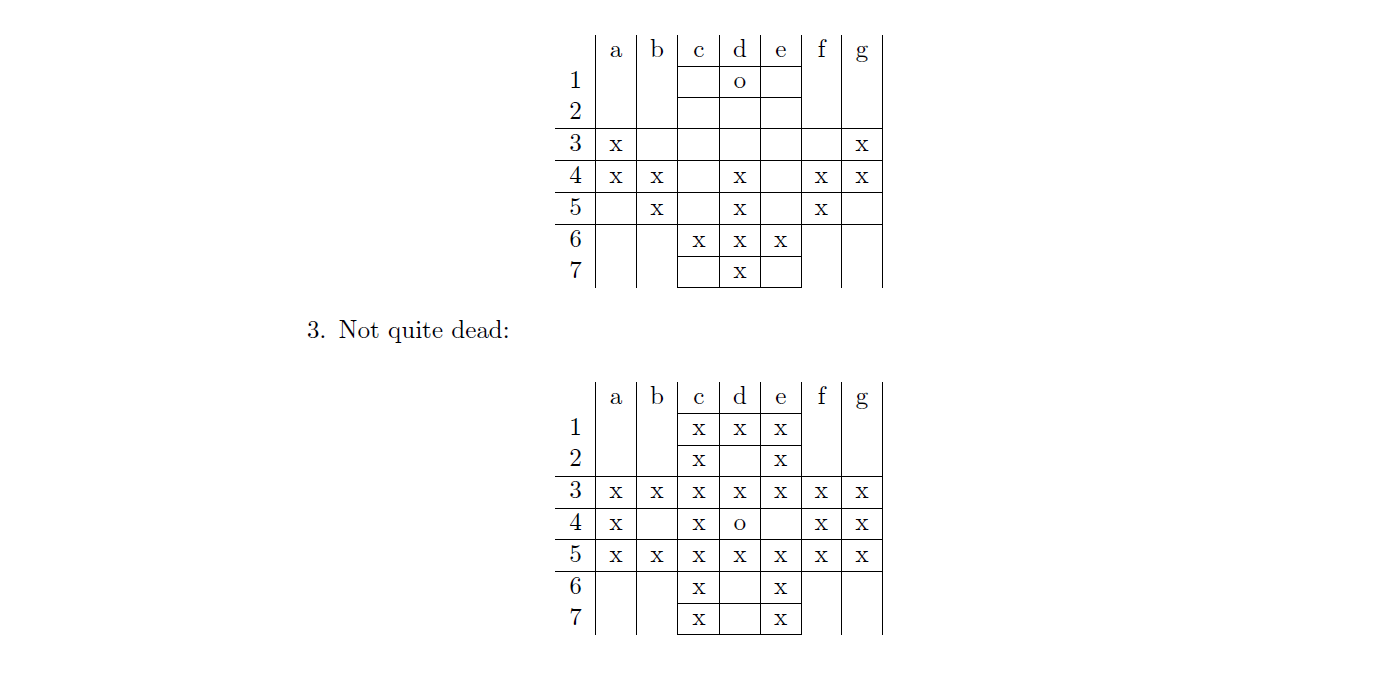 a b c d e f g
1 o
2
3 x x
4 x x x x x
5 x x x
6 x x x
7 x
3. Not quite dead:
a b c d e f g
1 x x x
2 x x
3 x x x x x x x
4 x x o x x
5 x x x x x x x
6 x x
7 x x